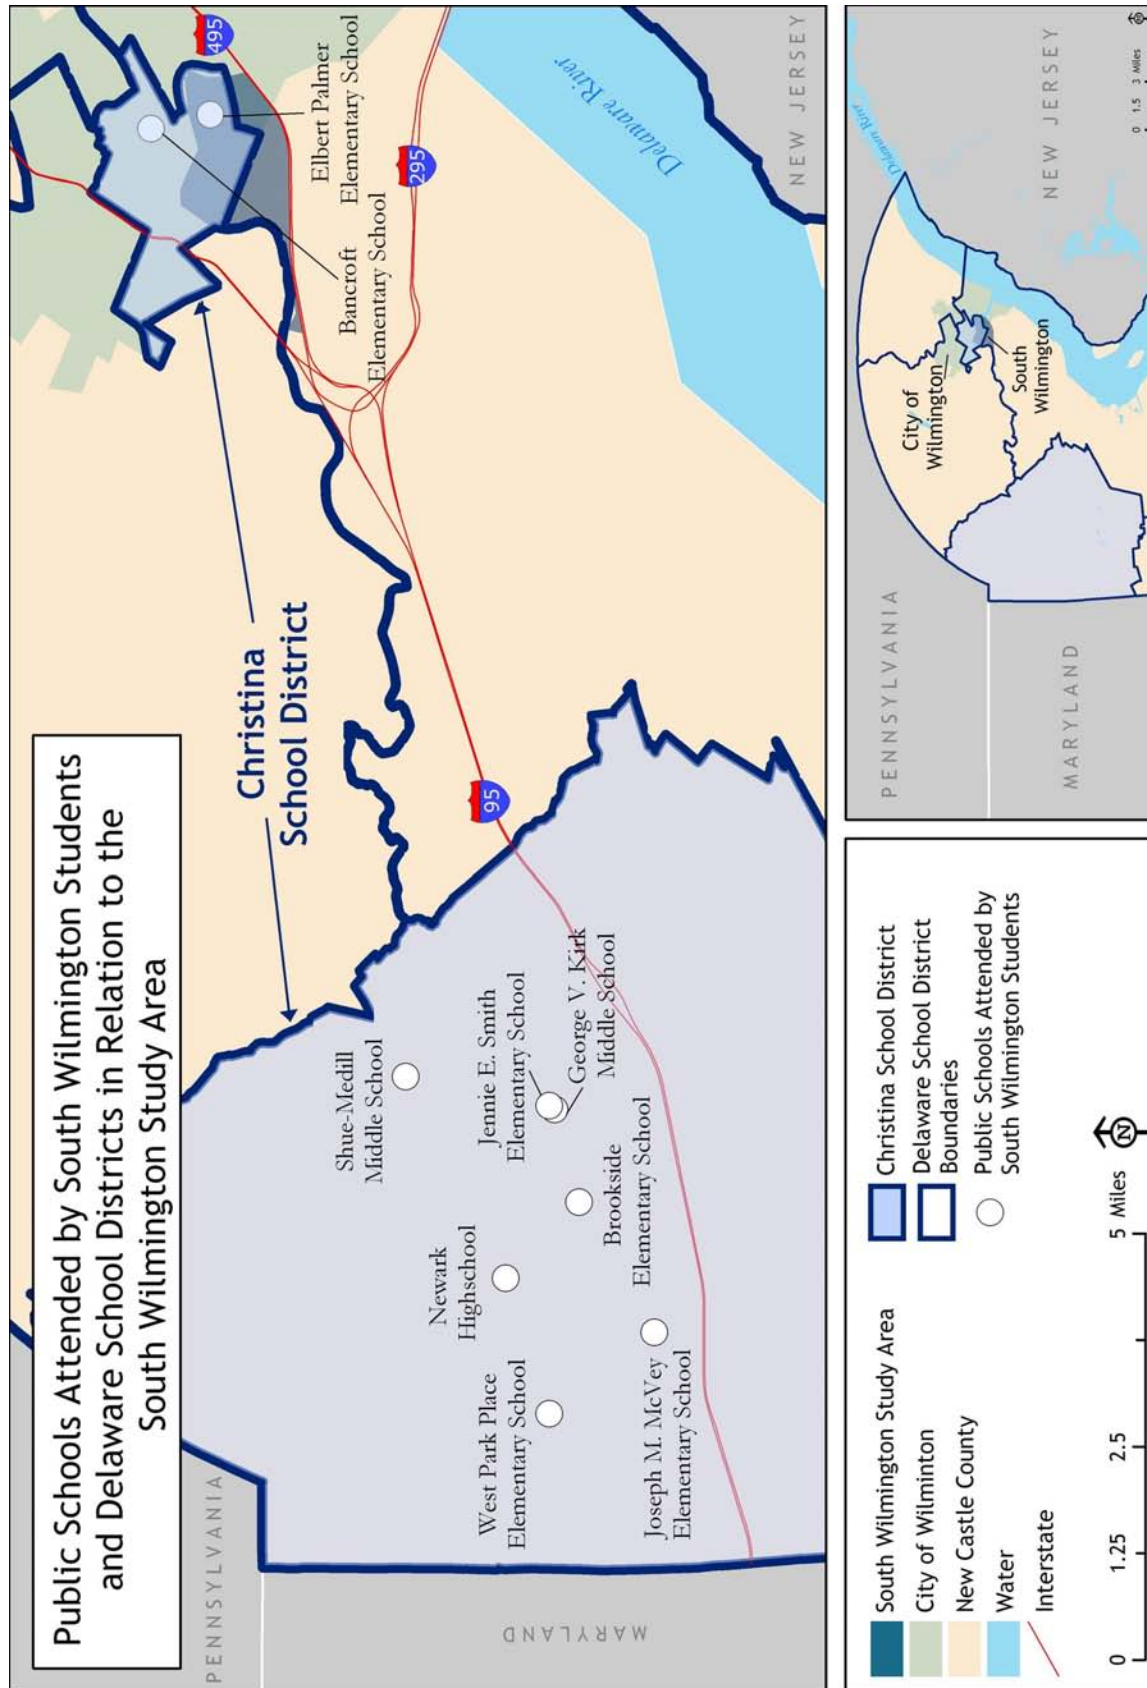 Public Schools Attended by South Wilmington Students
and Delaware School Districts in Relation to the
South Wilmington Study Area
PENNSYLVANIA
MARYLAND
Christina
School District
495
Elbert Palmer
Elementary School
Bancroft
Elementary School
295
Delaware River
NEW JERSEY
95
Shue-Medill
Middle School
Jennie E. Smith
Elementary School
George V. Kirk
Middle School
Newark
Highschool
Brookside
Elementary School
West Park Place
Elementary School
Joseph M. McVey
Elementary School
South Wilmington Study Area
City of Wilminton
New Castle County
Water
Interstate
Christina School District
Delaware School District
Boundaries
Public Schools Attended by
South Wilmington Students
0
1.25
2.5
5 Miles
N
PENNSYLVANIA
MARYLAND
City of
Wilmington
South
Wilmington
Delaware River
NEW JERSEY
0 1.5 3 Miles